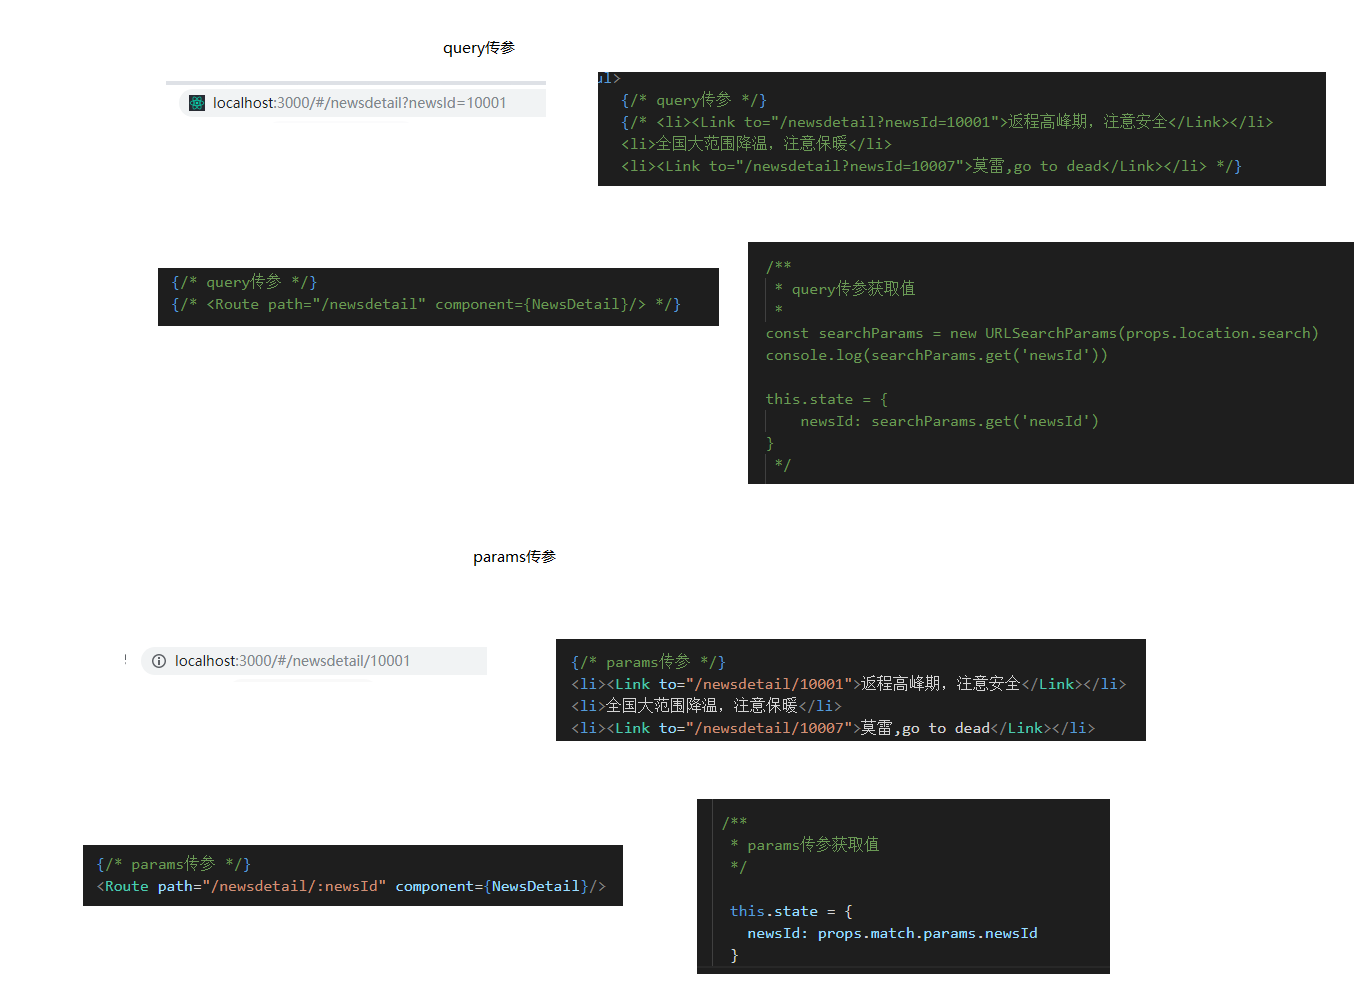 query传参
localhost:3000/#/newsdetail?newsId=10001
ul>
{/* query传参 */}
{/* <li><Link to="/newsdetail?newsId=10001">返程高峰期，注意安全</Link></li>
<li>全国大范围降温，注意保暖</li>
<li><Link to="/newsdetail?newsId=10007">莫雷,go to dead</Link></li> */}
{/* query传参 */}
{/* <Route path="/newsdetail" component={NewsDetail}/> */}
/**
* query传参获取值
*
const searchParams = new URLSearchParams(props.location.search)
console.log(searchParams.get('newsId'))
this.state = {
newsId: searchParams.get('newsId')
}
*/
params传参
! localhost:3000/#/newsdetail/10001
{/* params传参 */}
<li><Link to="/newsdetail/10001">返程高峰期，注意安全</Link></li>
<li>全国大范围降温，注意保暖</li>
<li><Link to="/newsdetail/10007">莫雷,go to dead</Link></li>
{/* params传参 */}
<Route path="/newsdetail/:newsId" component={NewsDetail}/>
/**
* params传参获取值
*/
this.state = {
newsId: props.match.params.newsId
}